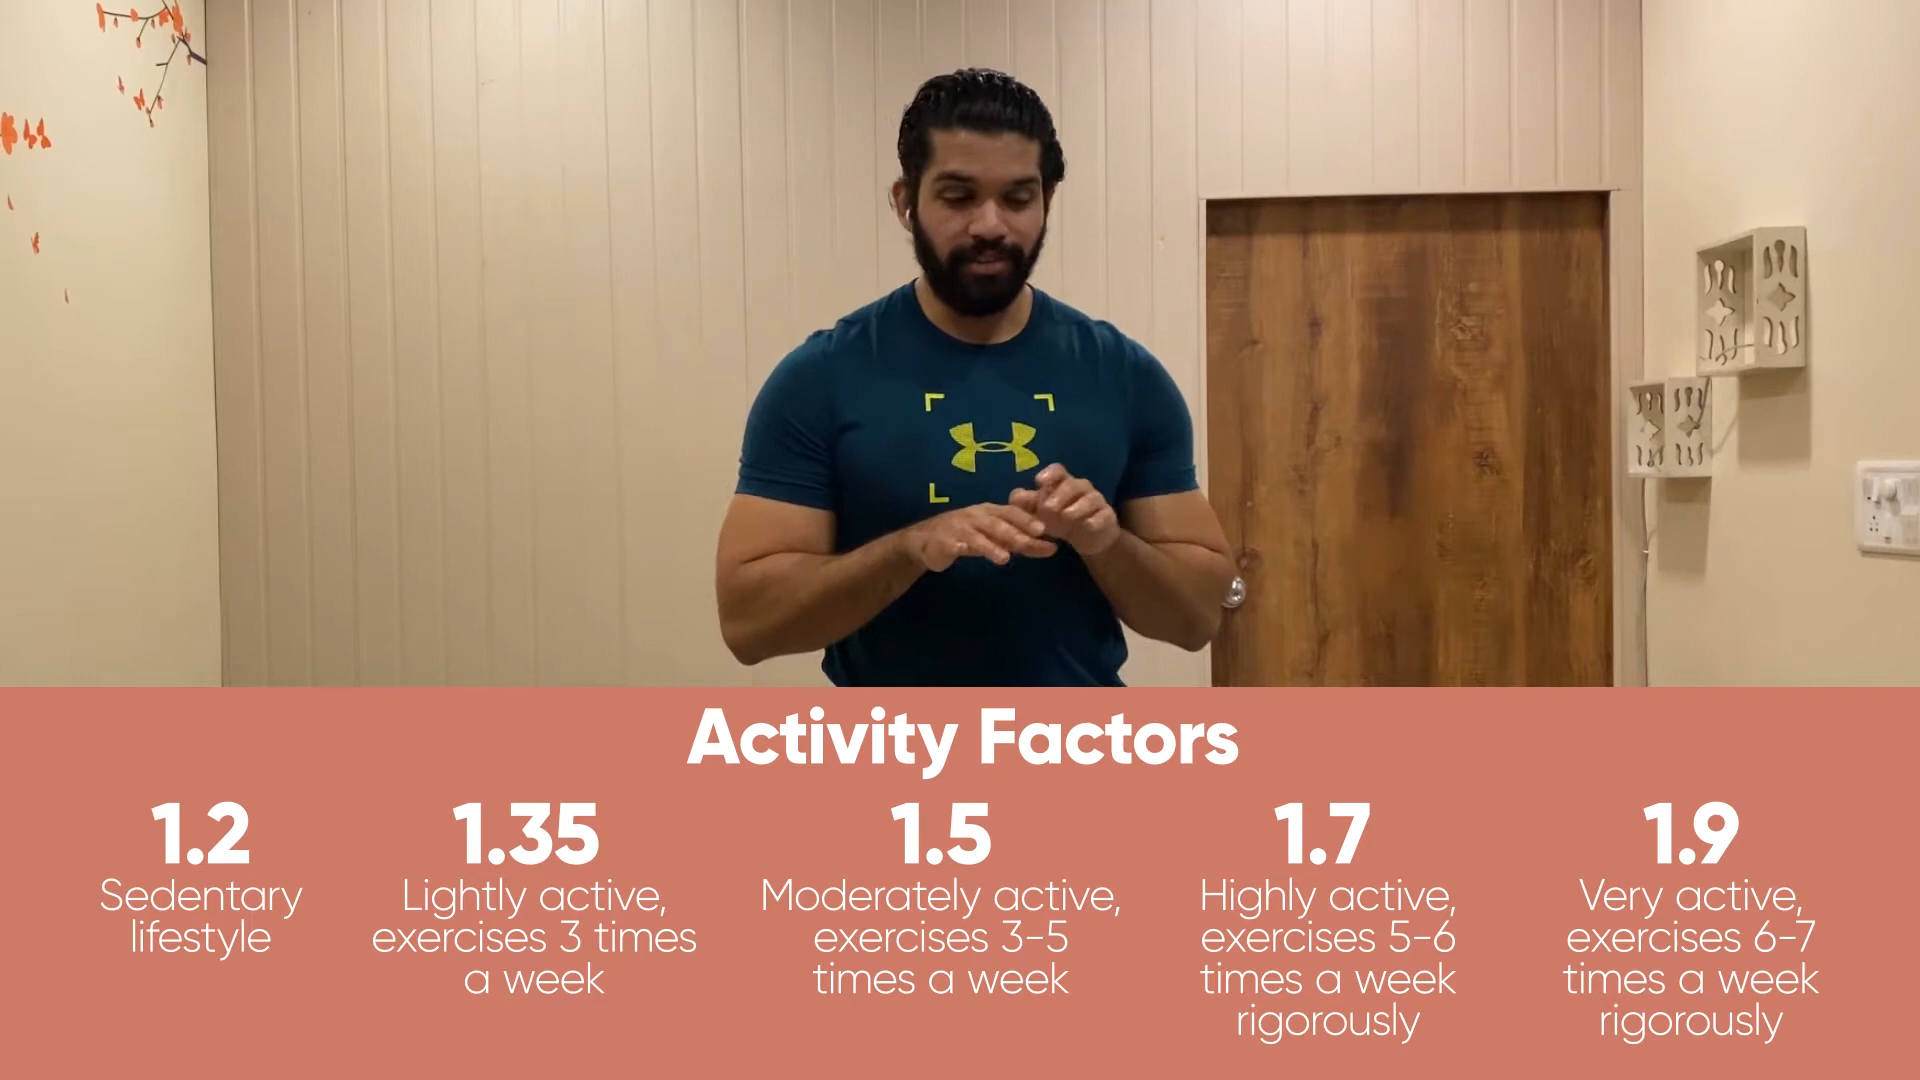 Activity Factors
1.2
Sedentary
lifestyle
1.35
Lightly active,
exercises 3 times
a week
1.5
Moderately active,
exercises 3-5
times a week
1.7
Highly active,
exercises 5-6
times a week
rigorously
1.9
Very active,
exercises 6-7
times a week
rigorously